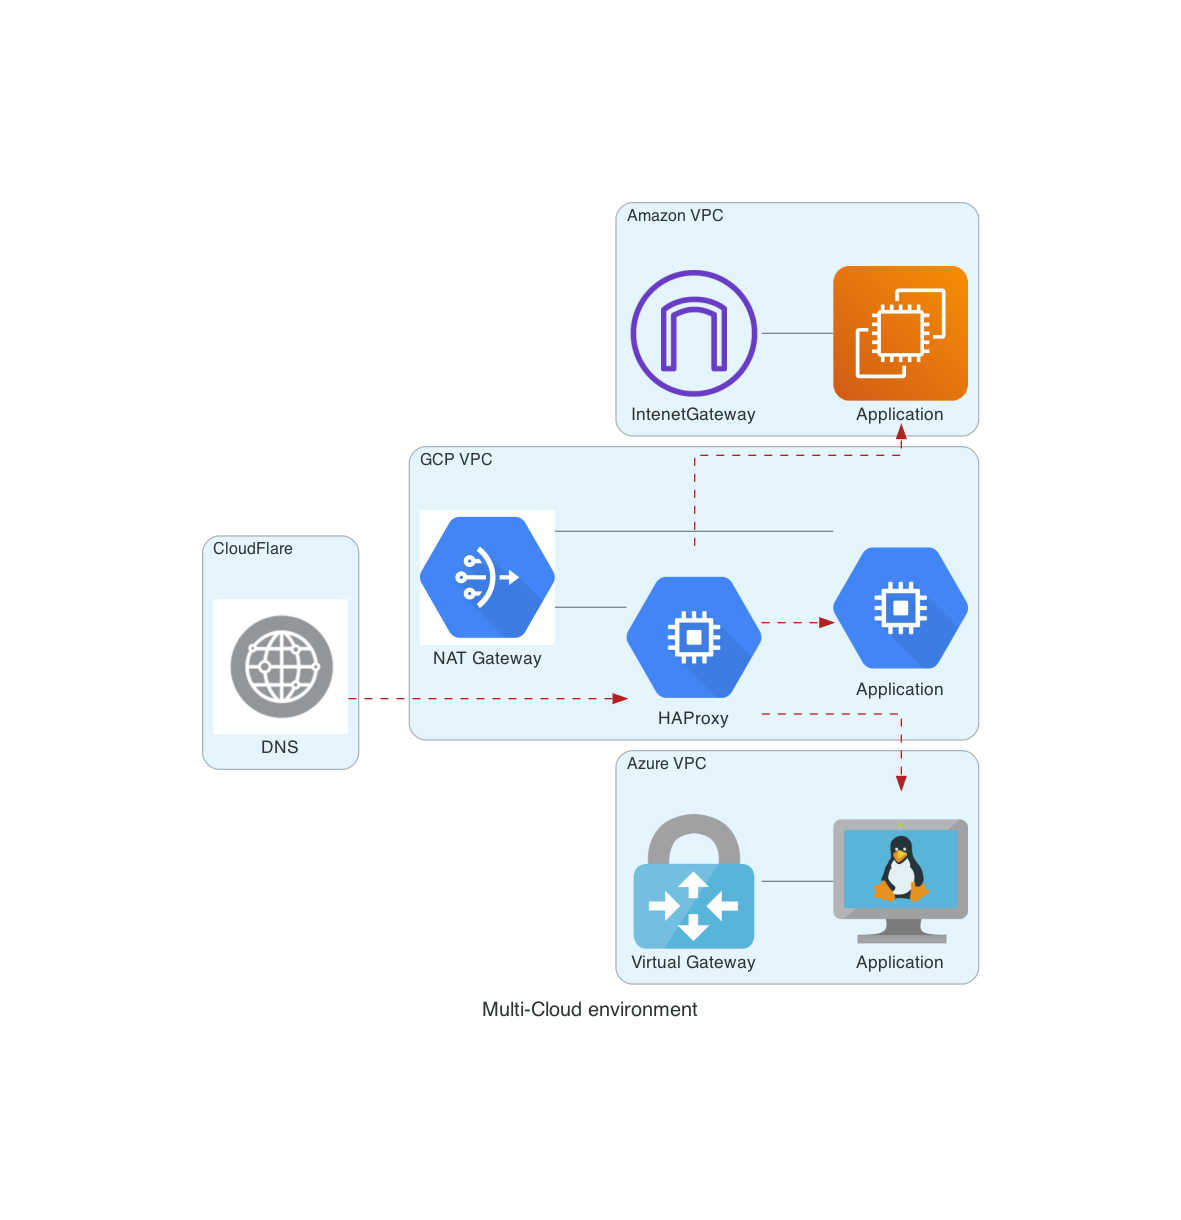 Amazon VPC
IntenetGateway
Application
GCP VPC
NAT Gateway
HAProxy
Application
CloudFlare
DNS
Azure VPC
Virtual Gateway
Application
Multi-Cloud environment